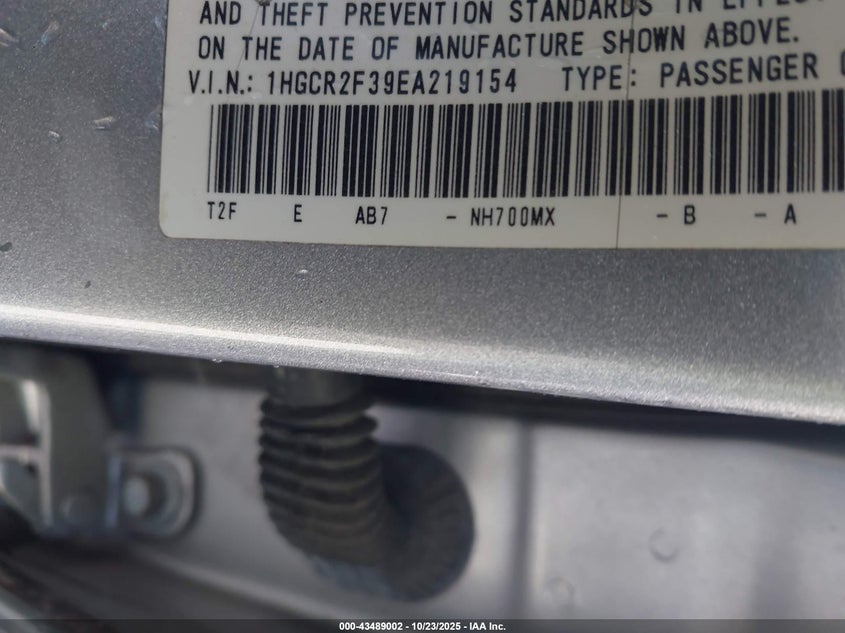 AND THEFT PREVENTION STANDARDS IN EFFECT
ON THE DATE OF MANUFACTURE SHOWN ABOVE.
V.I.N.: 1HGCR2F39EA219154 TYPE: PASSENGER
T2F E AB7 - NH700MX - B - A
000-43489002 - 10/23/2025 - IAA Inc.